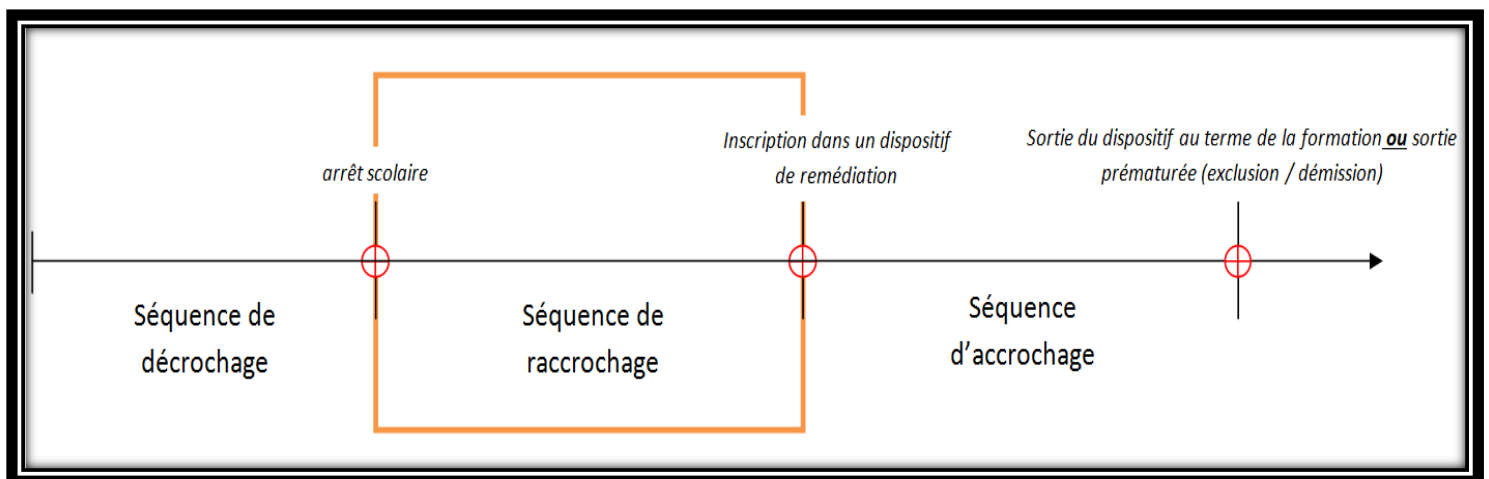 arrêt scolaire
Inscription dans un dispositif
de remédiation
Sortie du dispositif au terme de la formation ou sortie
prématurée (exclusion / démission)
Séquence de
décrochage
Séquence de
raccrochage
Séquence
d’accrochage